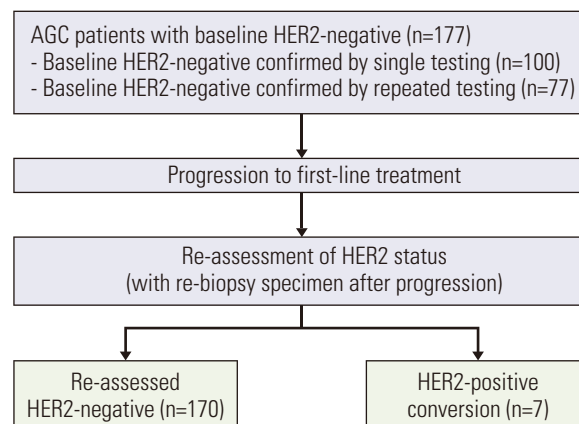 AGC patients with baseline HER2-negative (n=177)
- Baseline HER2-negative confirmed by single testing (n=100)
- Baseline HER2-negative confirmed by repeated testing (n=77)
Progression to first-line treatment
Re-assessment of HER2 status
(with re-biopsy specimen after progression)
Re-assessed
HER2-negative (n=170)
HER2-positive
conversion (n=7)